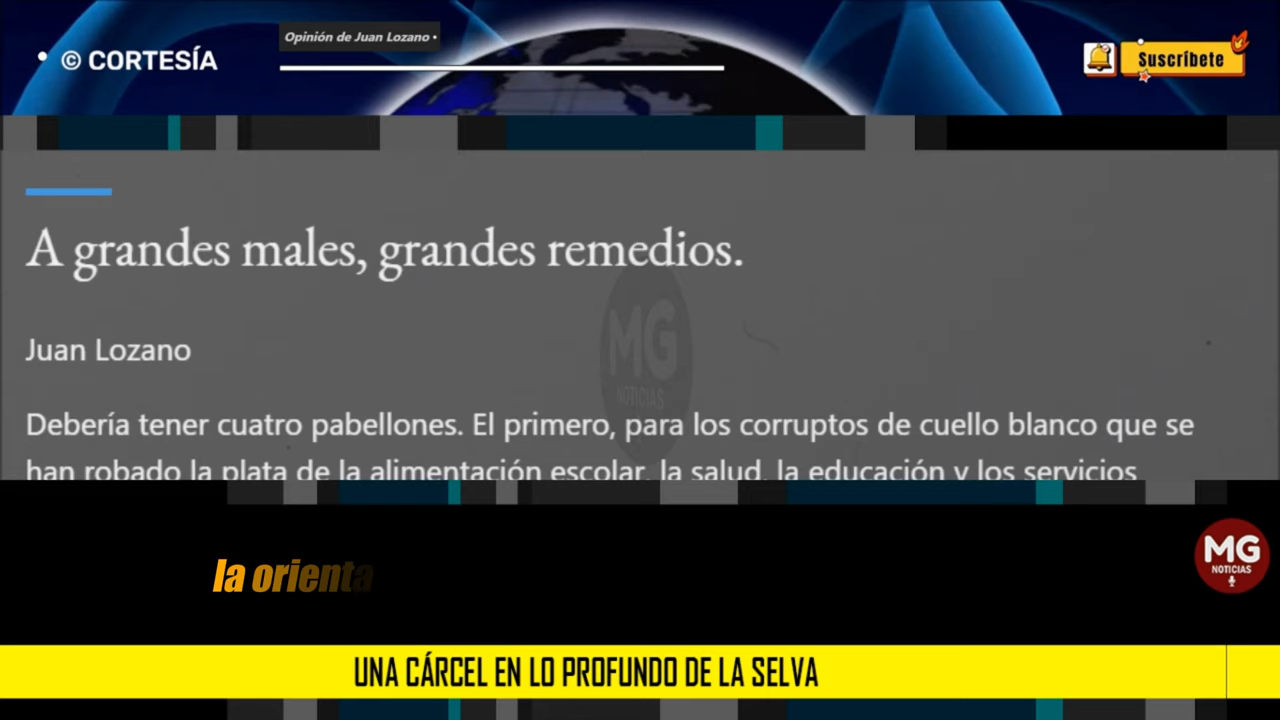 Opinión de Juan Lozano •
• © CORTESÍA
Suscríbete
A grandes males, grandes remedios.
MG
NOTICIAS
Juan Lozano
Debería tener cuatro pabellones. El primero, para los corruptos de cuello blanco que se
han robado la plata de la alimentación escolar, la salud, la educación y los servicios
la orienta
MG
NOTICIAS
UNA CÁRCEL EN LO PROFUNDO DE LA SELVA